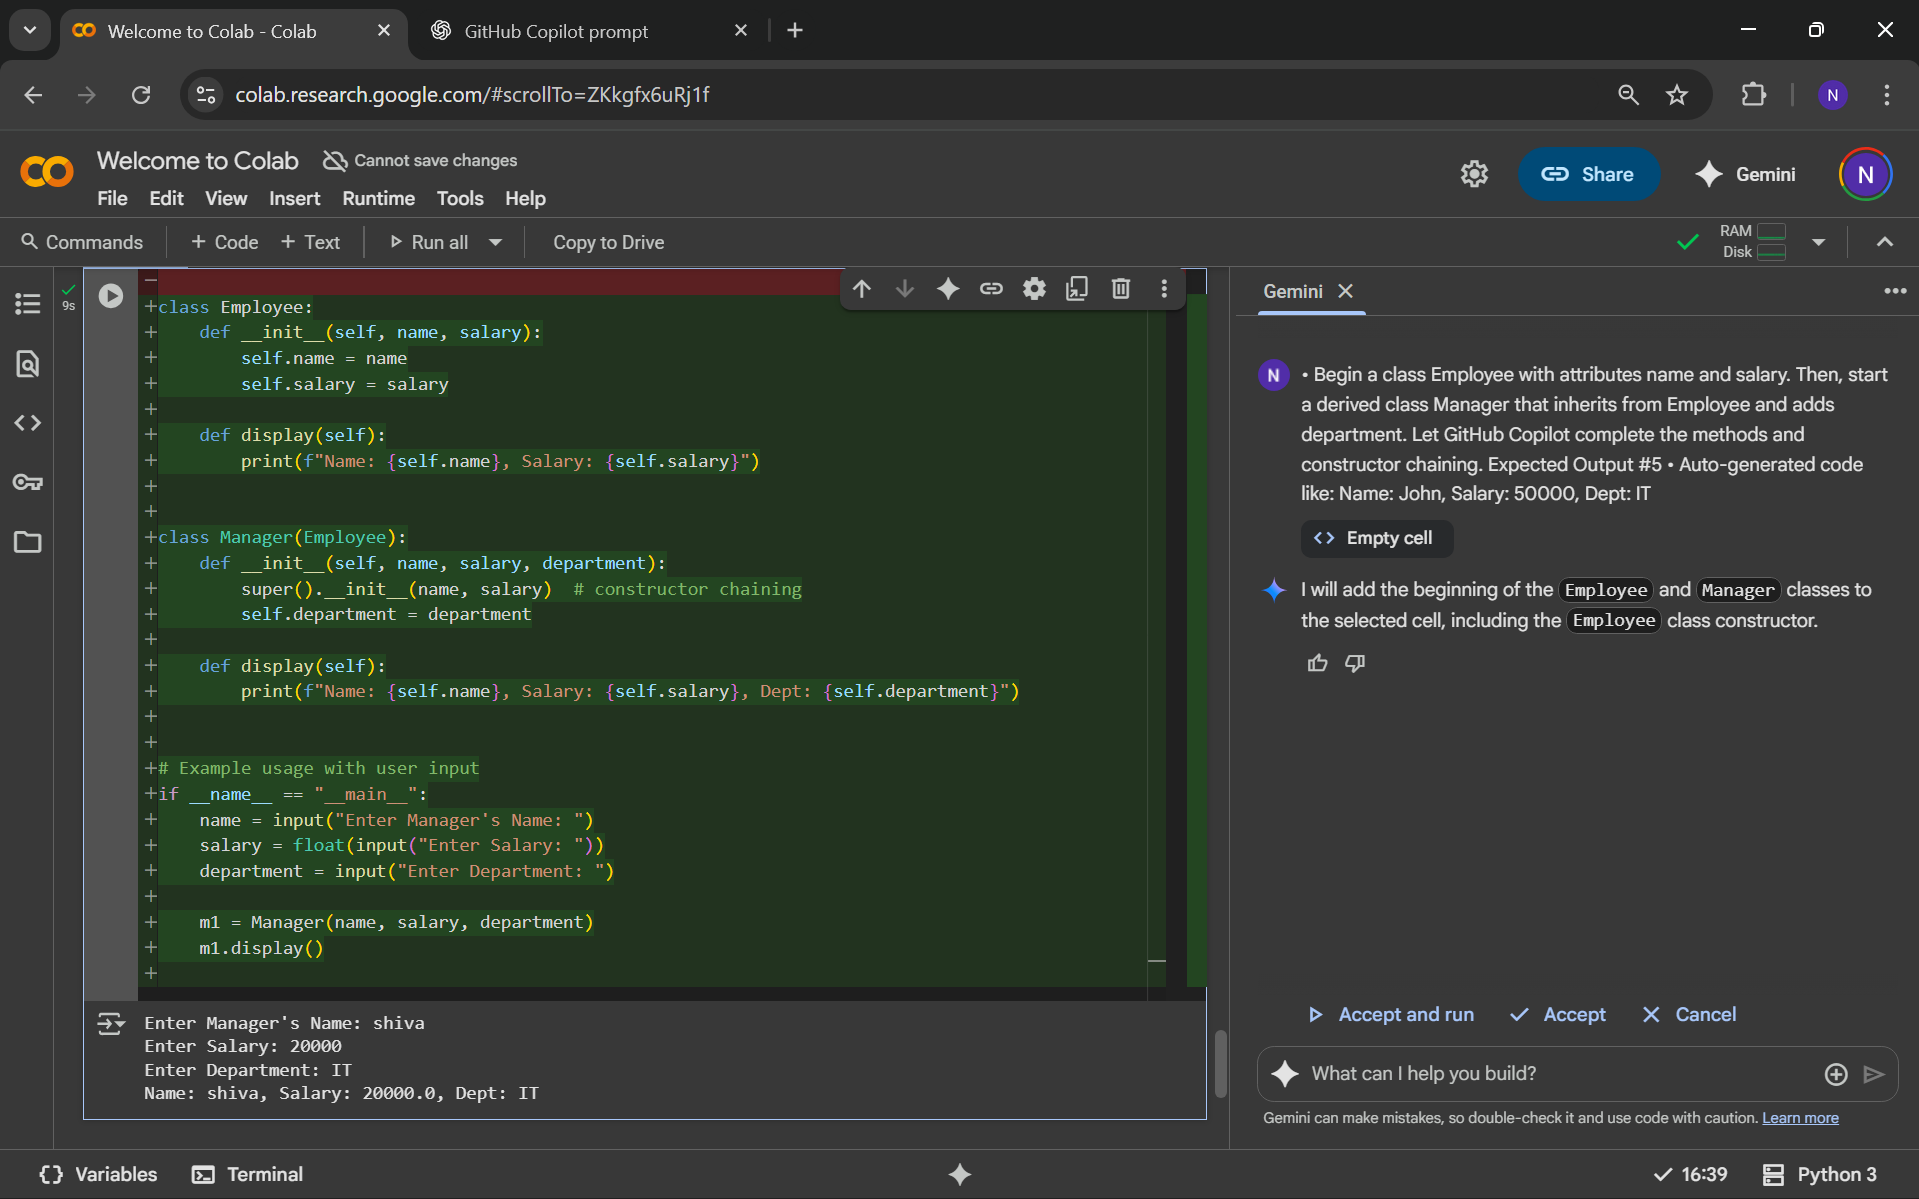 Welcome to Colab - Colab
GitHub Copilot prompt
colab.research.google.com/#scrollTo=ZKkgfx6uRj1f
N
Welcome to Colab
Cannot save changes
File Edit View Insert Runtime Tools Help
Share
Gemini
N
Commands
+ Code + Text
Run all
Copy to Drive
RAM
Disk
9s
−
+class Employee:
+    def __init__(self, name, salary):
+        self.name = name
+        self.salary = salary
+
+    def display(self):
+        print(f"Name: {self.name}, Salary: {self.salary}")
+
+
+class Manager(Employee):
+    def __init__(self, name, salary, department):
+        super().__init__(name, salary)  # constructor chaining
+        self.department = department
+
+    def display(self):
+        print(f"Name: {self.name}, Salary: {self.salary}, Dept: {self.department}")
+
+
+# Example usage with user input
+if __name__ == "__main__":
+    name = input("Enter Manager's Name: ")
+    salary = float(input("Enter Salary: "))
+    department = input("Enter Department: ")
+
+    m1 = Manager(name, salary, department)
+    m1.display()
+
Enter Manager's Name: shiva
Enter Salary: 20000
Enter Department: IT
Name: shiva, Salary: 20000.0, Dept: IT
Gemini
N
• Begin a class Employee with attributes name and salary. Then, start
a derived class Manager that inherits from Employee and adds
department. Let GitHub Copilot complete the methods and
constructor chaining. Expected Output #5 • Auto-generated code
like: Name: John, Salary: 50000, Dept: IT
<> Empty cell
I will add the beginning of the Employee and Manager classes to
the selected cell, including the Employee class constructor.
Accept and run
Accept
Cancel
What can I help you build?
Gemini can make mistakes, so double-check it and use code with caution. Learn more
{} Variables
Terminal
16:39
Python 3